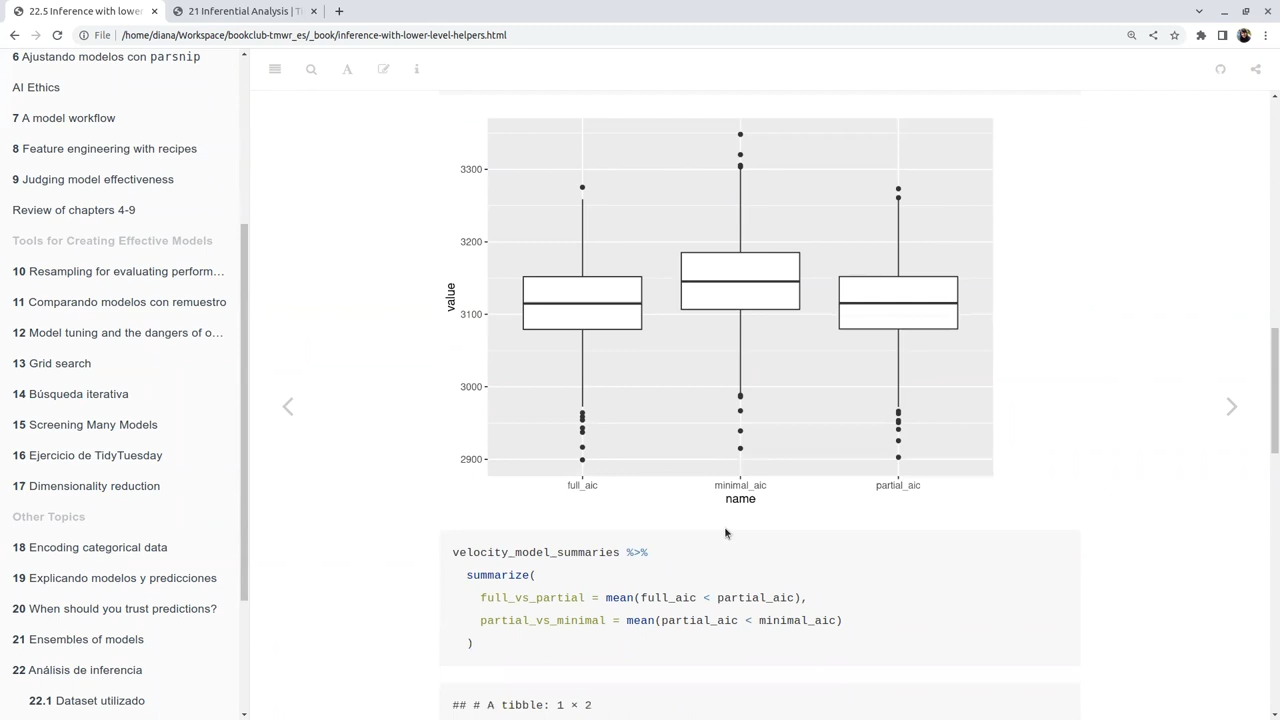 22.5 Inference with lower
21 Inferential Analysis | Ti
File
/home/diana/Workspace/bookclub-tmwr_es/_book/inference-with-lower-level-helpers.html
6 Ajustando modelos con parsnip
AI Ethics
7 A model workflow
8 Feature engineering with recipes
9 Judging model effectiveness
Review of chapters 4-9
Tools for Creating Effective Models
10 Resampling for evaluating perform…
11 Comparando modelos con remuestro
12 Model tuning and the dangers of o…
13 Grid search
14 Búsqueda iterativa
15 Screening Many Models
16 Ejercicio de TidyTuesday
17 Dimensionality reduction
Other Topics
18 Encoding categorical data
19 Explicando modelos y predicciones
20 When should you trust predictions?
21 Ensembles of models
22 Análisis de inferencia
22.1 Dataset utilizado
3300
3200
3100
3000
2900
value
full_aic
minimal_aic
partial_aic
name
velocity_model_summaries %>%
summarize(
full_vs_partial = mean(full_aic < partial_aic),
partial_vs_minimal = mean(partial_aic < minimal_aic)
)
## # A tibble: 1 × 2